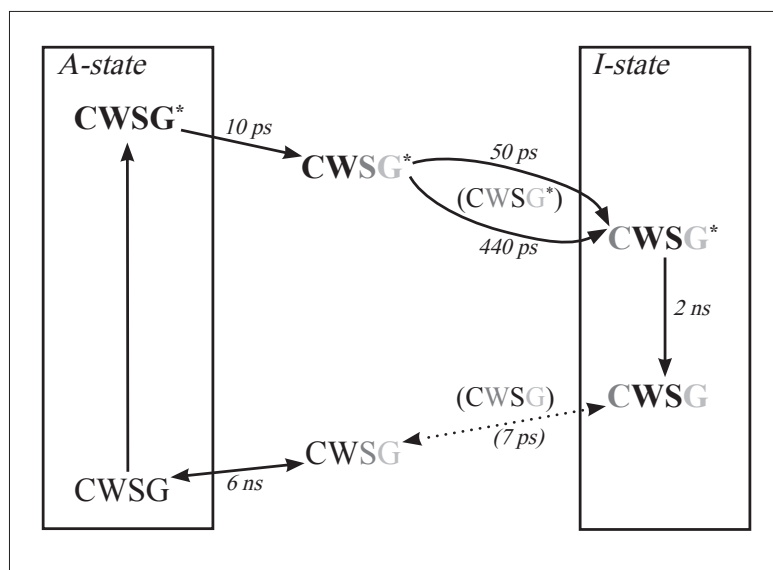 A-state
I-state
CWSG*
10 ps
CWSG*
50 ps
(CWSG*)
440 ps
CWSG*
2 ns
CWSG
(CWSG)
(7 ps)
CWSG
6 ns
CWSG